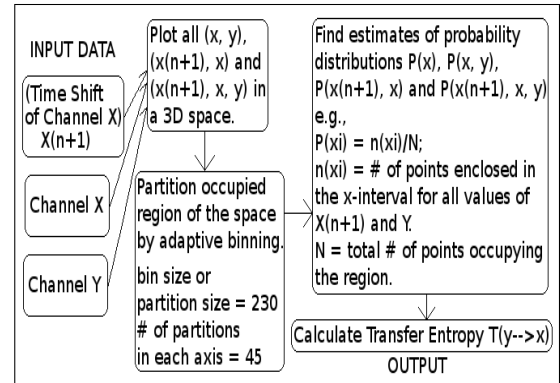 INPUT DATA
(Time Shift
of Channel X)
X(n+1)
Channel X
Channel Y
Plot all (x, y),
(x(n+1), x) and
(x(n+1), x, y) in
a 3D space.
Partition occupied
region of the space
by adaptive binning.
bin size or
partition size = 230
# of partitions
in each axis = 45
Find estimates of probability
distributions P(x), P(x, y),
P(x(n+1), x) and P(x(n+1), x, y)
e.g.,
P(xi) = n(xi)/N;
n(xi) = # of points enclosed in
the x-interval for all values of
X(n+1) and Y.
N = total # of points occupying
the region.
Calculate Transfer Entropy T(y-->x)
OUTPUT